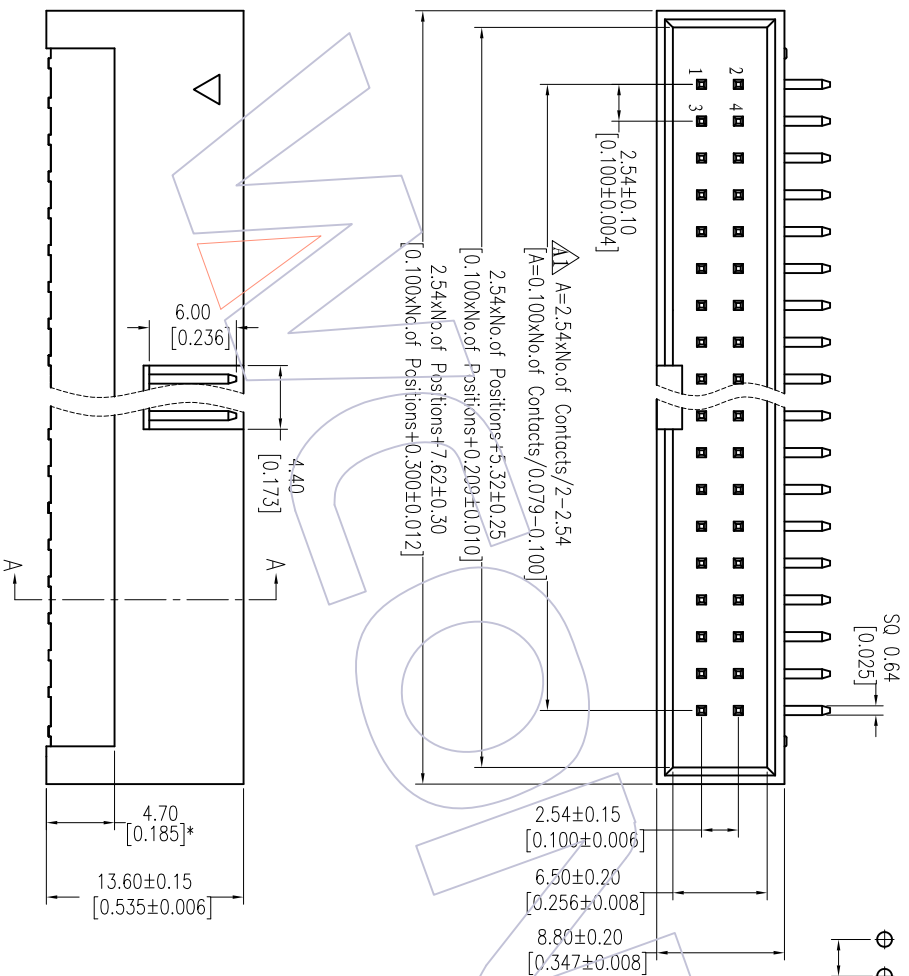 SQ 0.64
[0.025]
1
2
3
4
2.54±0.10
[0.100±0.004]
A1 A=2.54xNo.of Contacts/2-2.54
[A=0.100xNo.of Contacts/0.079-0.100]
2.54xNo.of Positions+5.32±0.25
[0.100xNo.of Positions+0.209±0.010]
2.54xNo.of Positions+7.62±0.30
[0.100xNo.of Positions+0.300±0.012]
6.00
[0.236]
4.40
[0.173]
A
A
2.54±0.15
[0.100±0.006]
6.50±0.20
[0.256±0.008]
8.80±0.20
[0.347±0.008]
4.70
[0.185]*
13.60±0.15
[0.535±0.006]